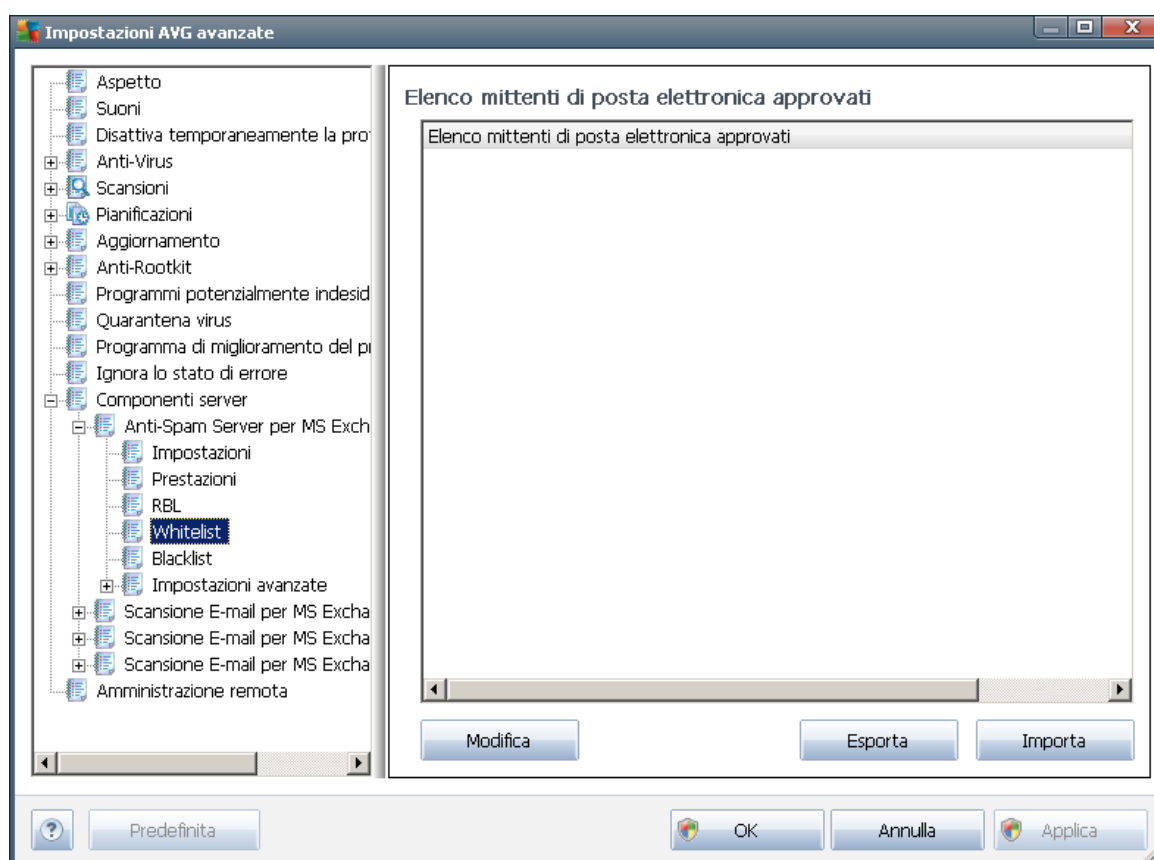 Impostazioni AVG avanzate
Aspetto
Suoni
Disattiva temporaneamente la pro
Anti-Virus
Scansioni
Pianificazioni
Aggiornamento
Anti-Rootkit
Programmi potenzialmente indesid
Quarantena virus
Programma di miglioramento del p
Ignora lo stato di errore
Componenti server
Anti-Spam Server per MS Exch
Impostazioni
Prestazioni
RBL
Whitelist
Blacklist
Impostazioni avanzate
Scansione E-mail per MS Excha
Scansione E-mail per MS Excha
Scansione E-mail per MS Excha
Amministrazione remota
Elenco mittenti di posta elettronica approvati
Elenco mittenti di posta elettronica approvati
Modifica
Esporta
Importa
?
Predefinita
OK
Annulla
Applica